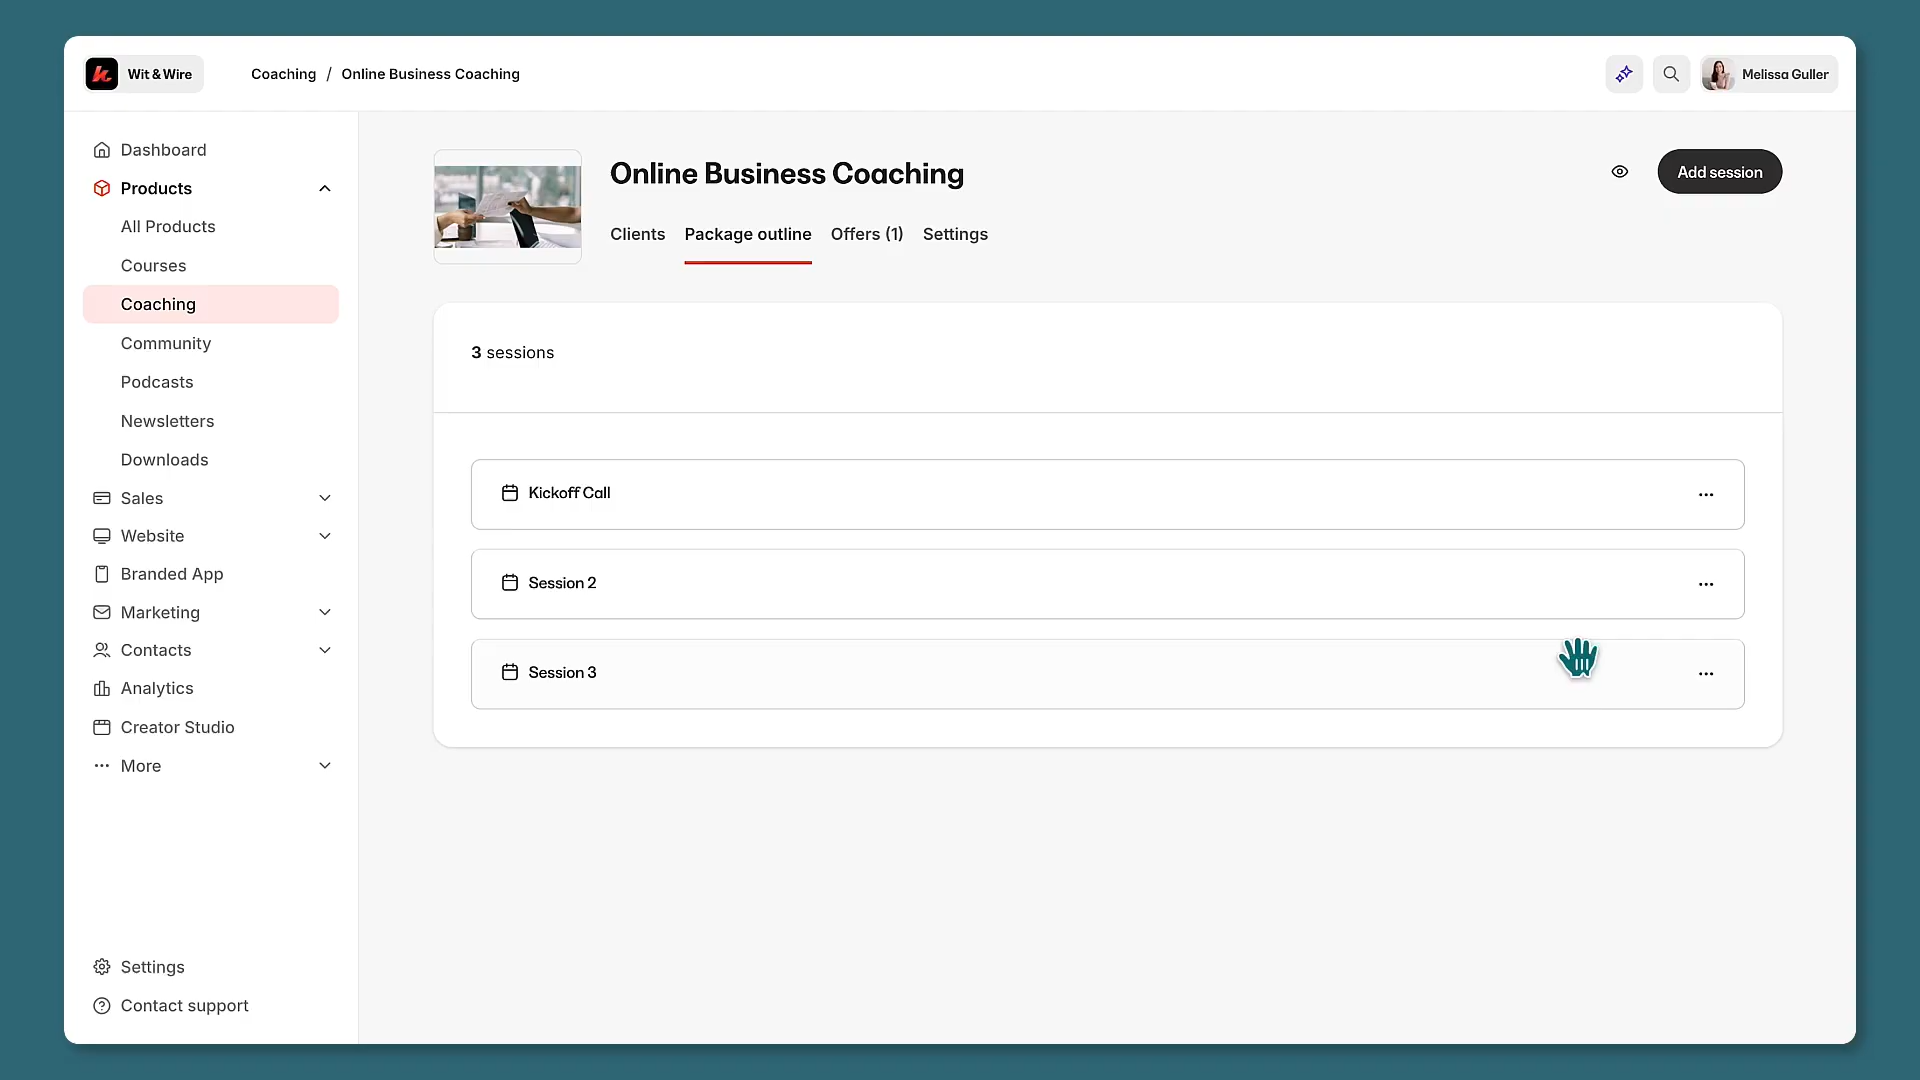 Wit & Wire
Coaching / Online Business Coaching
Melissa Guller
Dashboard
Products
All Products
Courses
Coaching
Community
Podcasts
Newsletters
Downloads
Sales
Website
Branded App
Marketing
Contacts
Analytics
Creator Studio
More
Settings
Contact support
Online Business Coaching
Add session
Clients
Package outline
Offers (1)
Settings
3 sessions
Kickoff Call
Session 2
Session 3